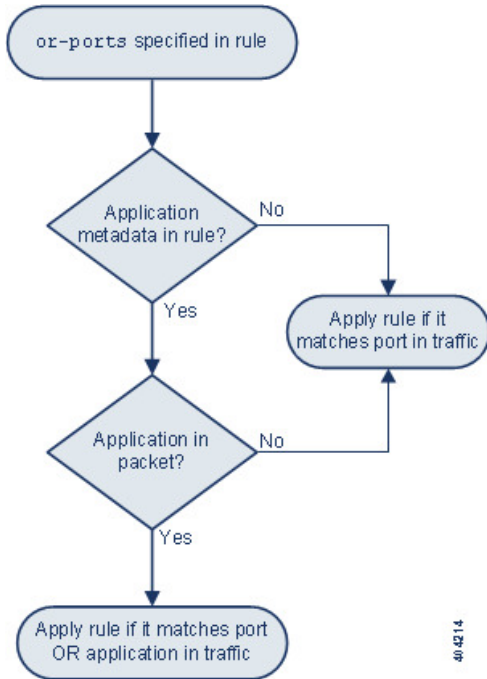 or-ports specified in rule
Application
metadata in rule?
No
Yes
Apply rule if it
matches port in traffic
Application in
packet?
No
Yes
Apply rule if it matches port
OR application in traffic
404214